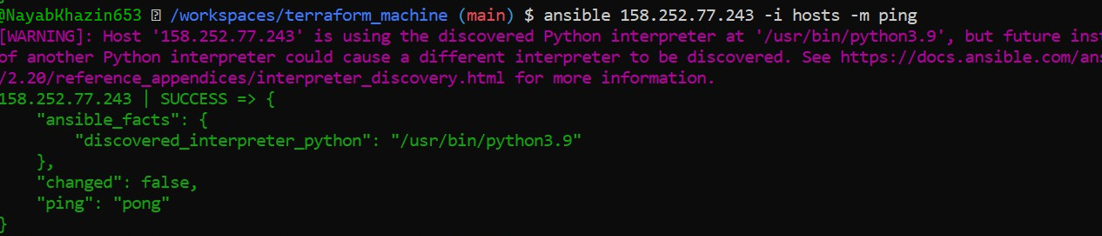 @NayabKhazin653 /workspaces/terraform_machine (main) $ ansible 158.252.77.243 -i hosts -m ping
[WARNING]: Host '158.252.77.243' is using the discovered Python interpreter at '/usr/bin/python3.9', but future inst
of another Python interpreter could cause a different interpreter to be discovered. See https://docs.ansible.com/ans
/2.20/reference_appendices/interpreter_discovery.html for more information.
158.252.77.243 | SUCCESS => {
    "ansible_facts": {
        "discovered_interpreter_python": "/usr/bin/python3.9"
    },
    "changed": false,
    "ping": "pong"
}